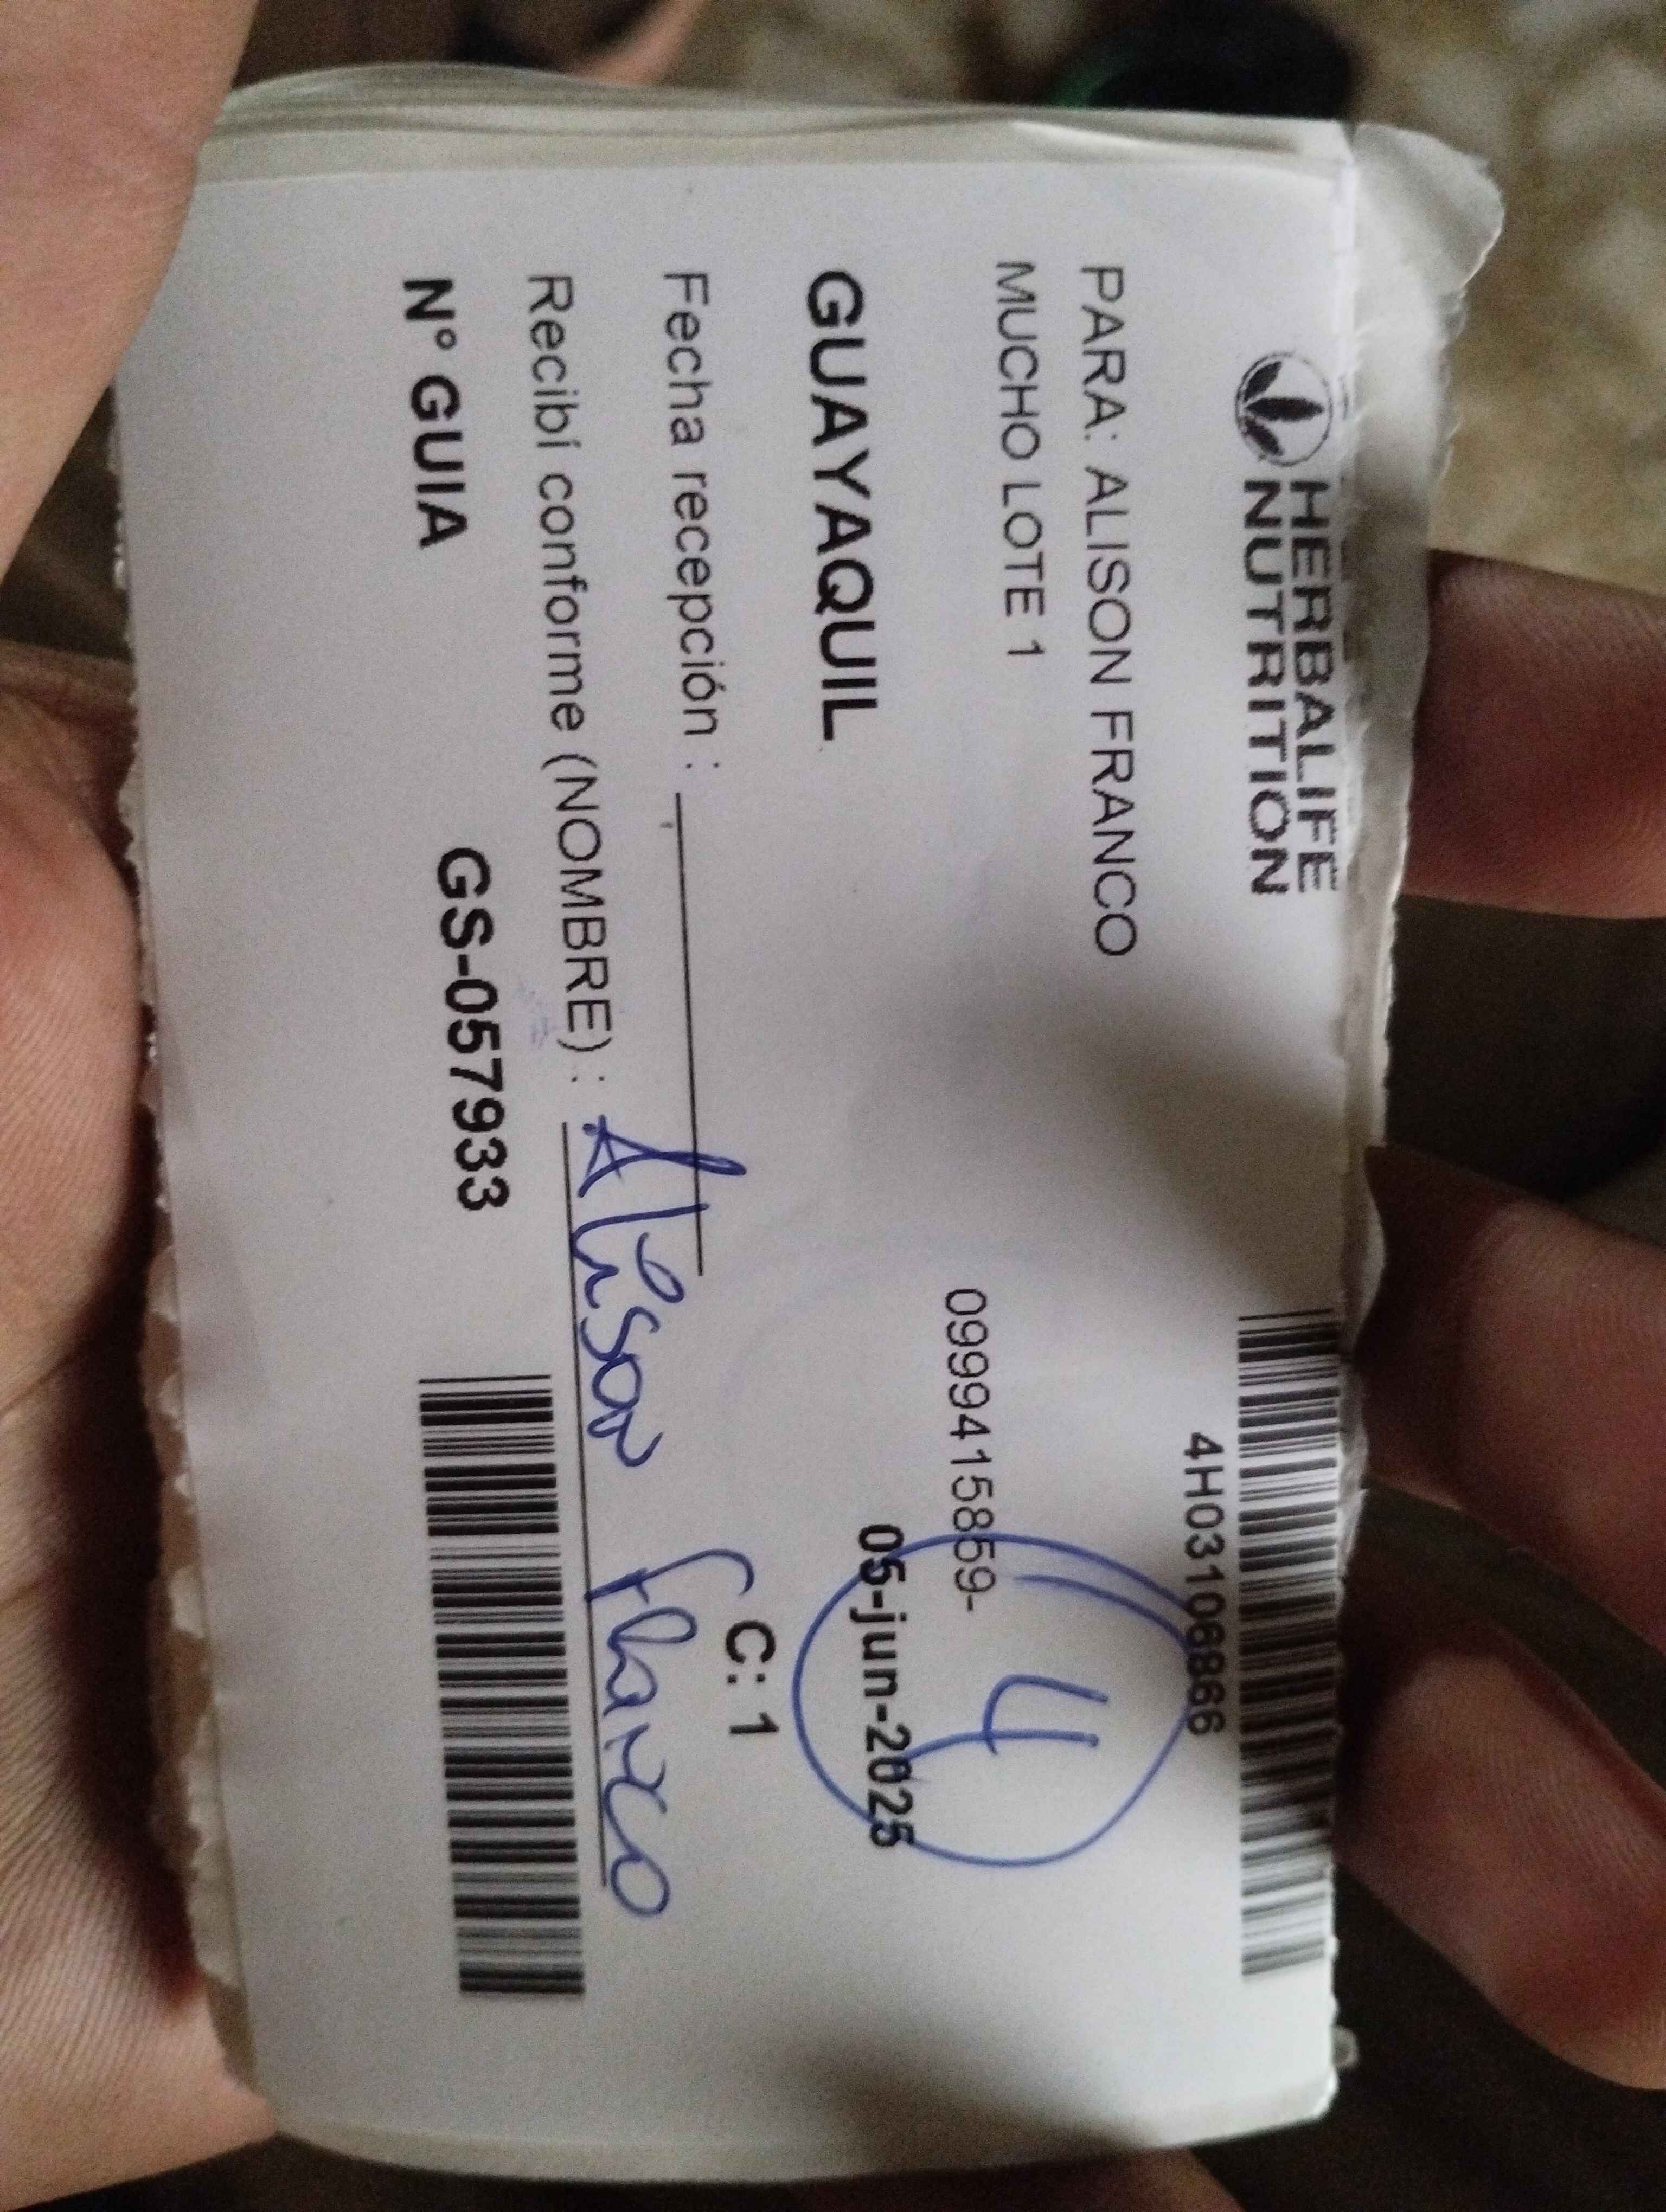 HERBALIFE
NUTRITION
4H03106866
PARA: ALISON FRANCO
MUCHO LOTE 1
0999415859-
4
GUAYAQUIL
05-jun-2025
C: 1
Fecha recepción :
Recibí conforme (NOMBRE) : Alison Franco
N° GUIA GS-057933